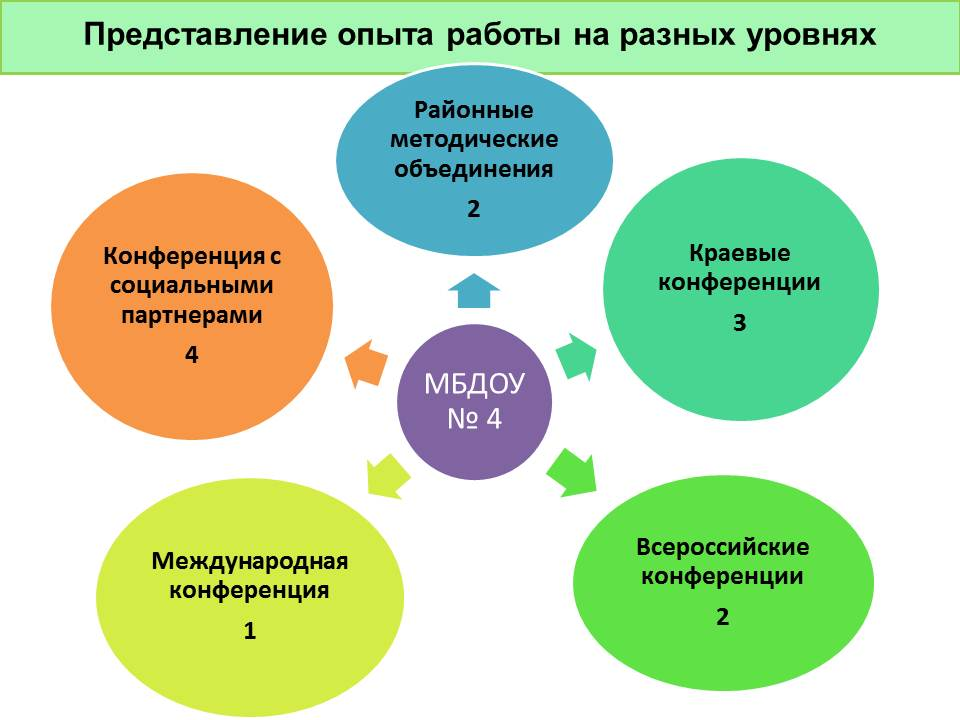 Представление опыта работы на разных уровнях
Районные
методические
объединения
2
Краевые
конференции
3
Всероссийские
конференции
2
Международная
конференция
1
Конференция с
социальными
партнерами
4
МБДОУ
№ 4